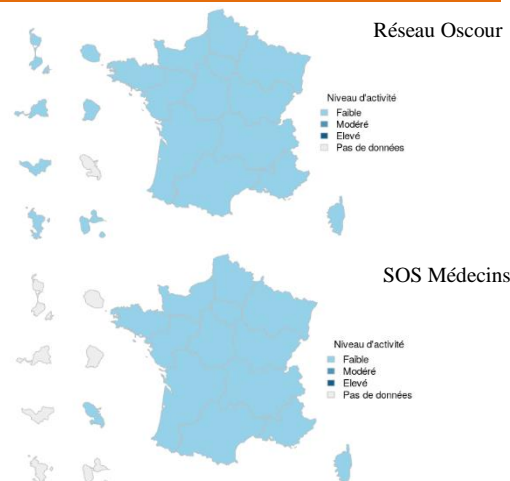 Réseau Oscour
Niveau d'activité
Faible
Modéré
Elevé
Pas de données
SOS Médecins
Niveau d'activité
Faible
Modéré
Elevé
Pas de données